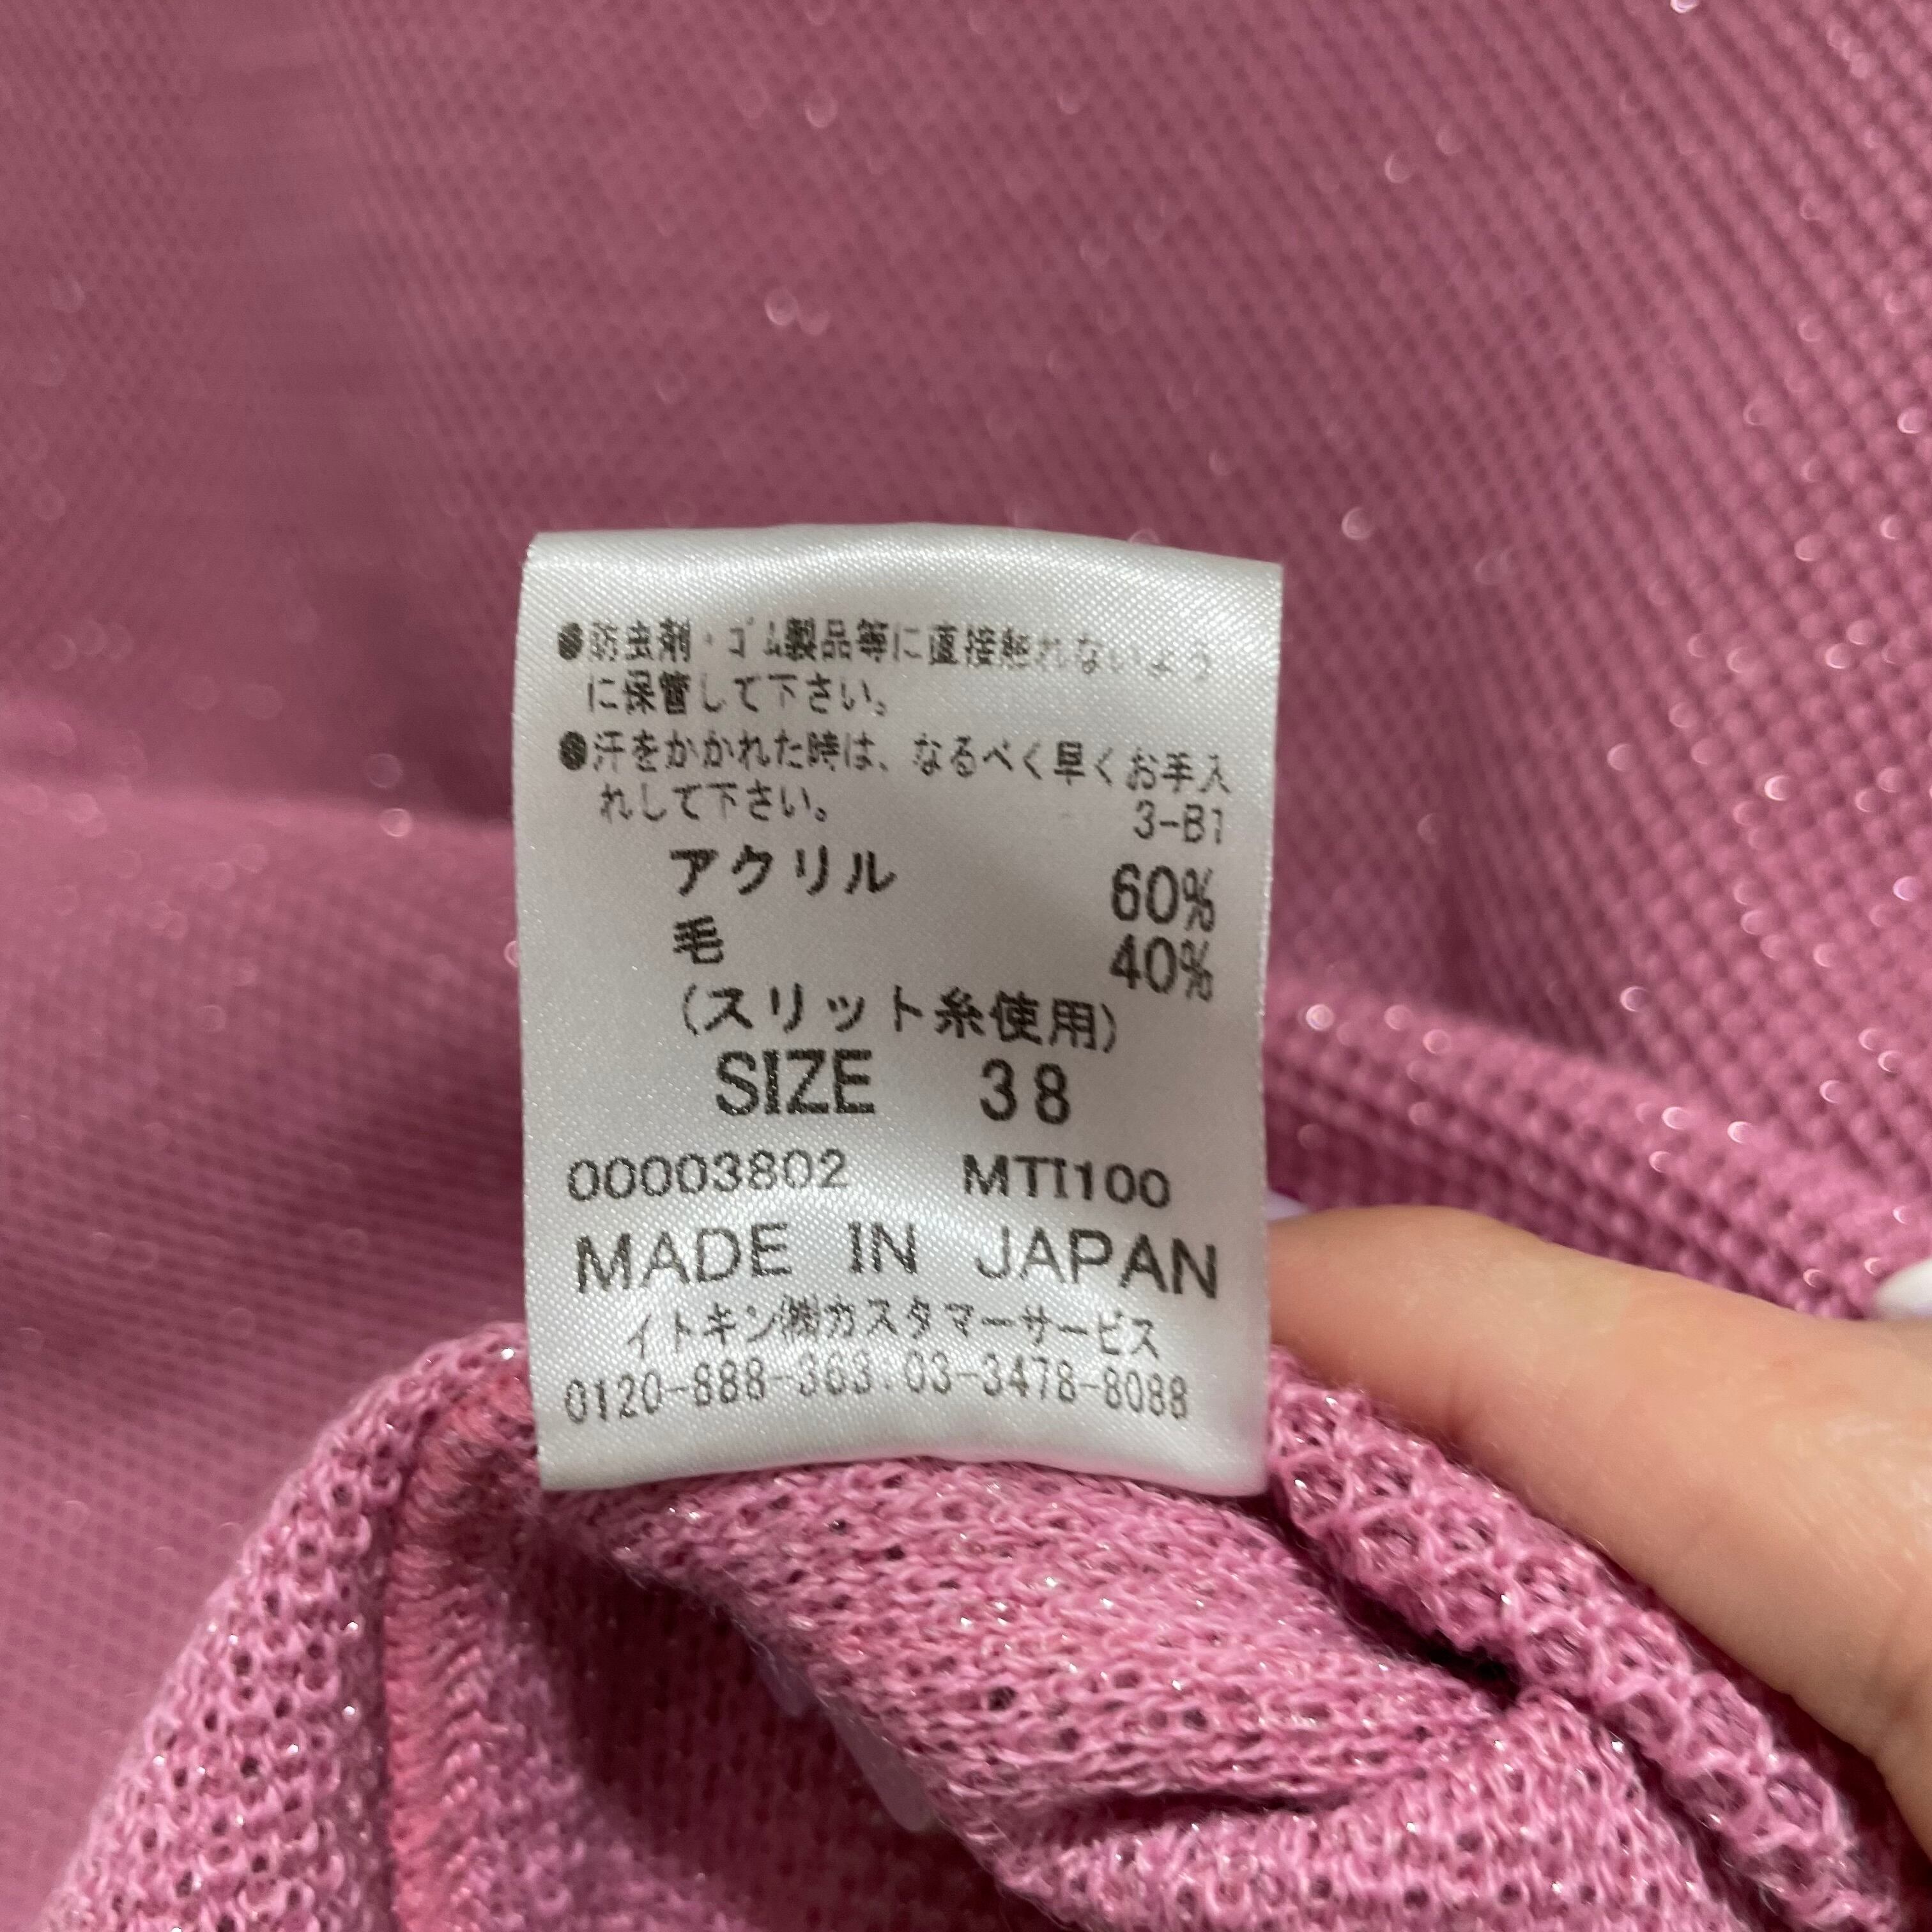 ●防虫剤・ゴム製品等に直接触れないよう
に保管して下さい。
●汗をかかれた時は、なるべく早くお手入
れして下さい。
3-B1
アクリル 60%
毛 40%
(スリット糸使用)
SIZE 38
00003802 MTI100
MADE IN JAPAN
イトキン㈱カスタマーサービス
0120-888-363:03-3478-8088